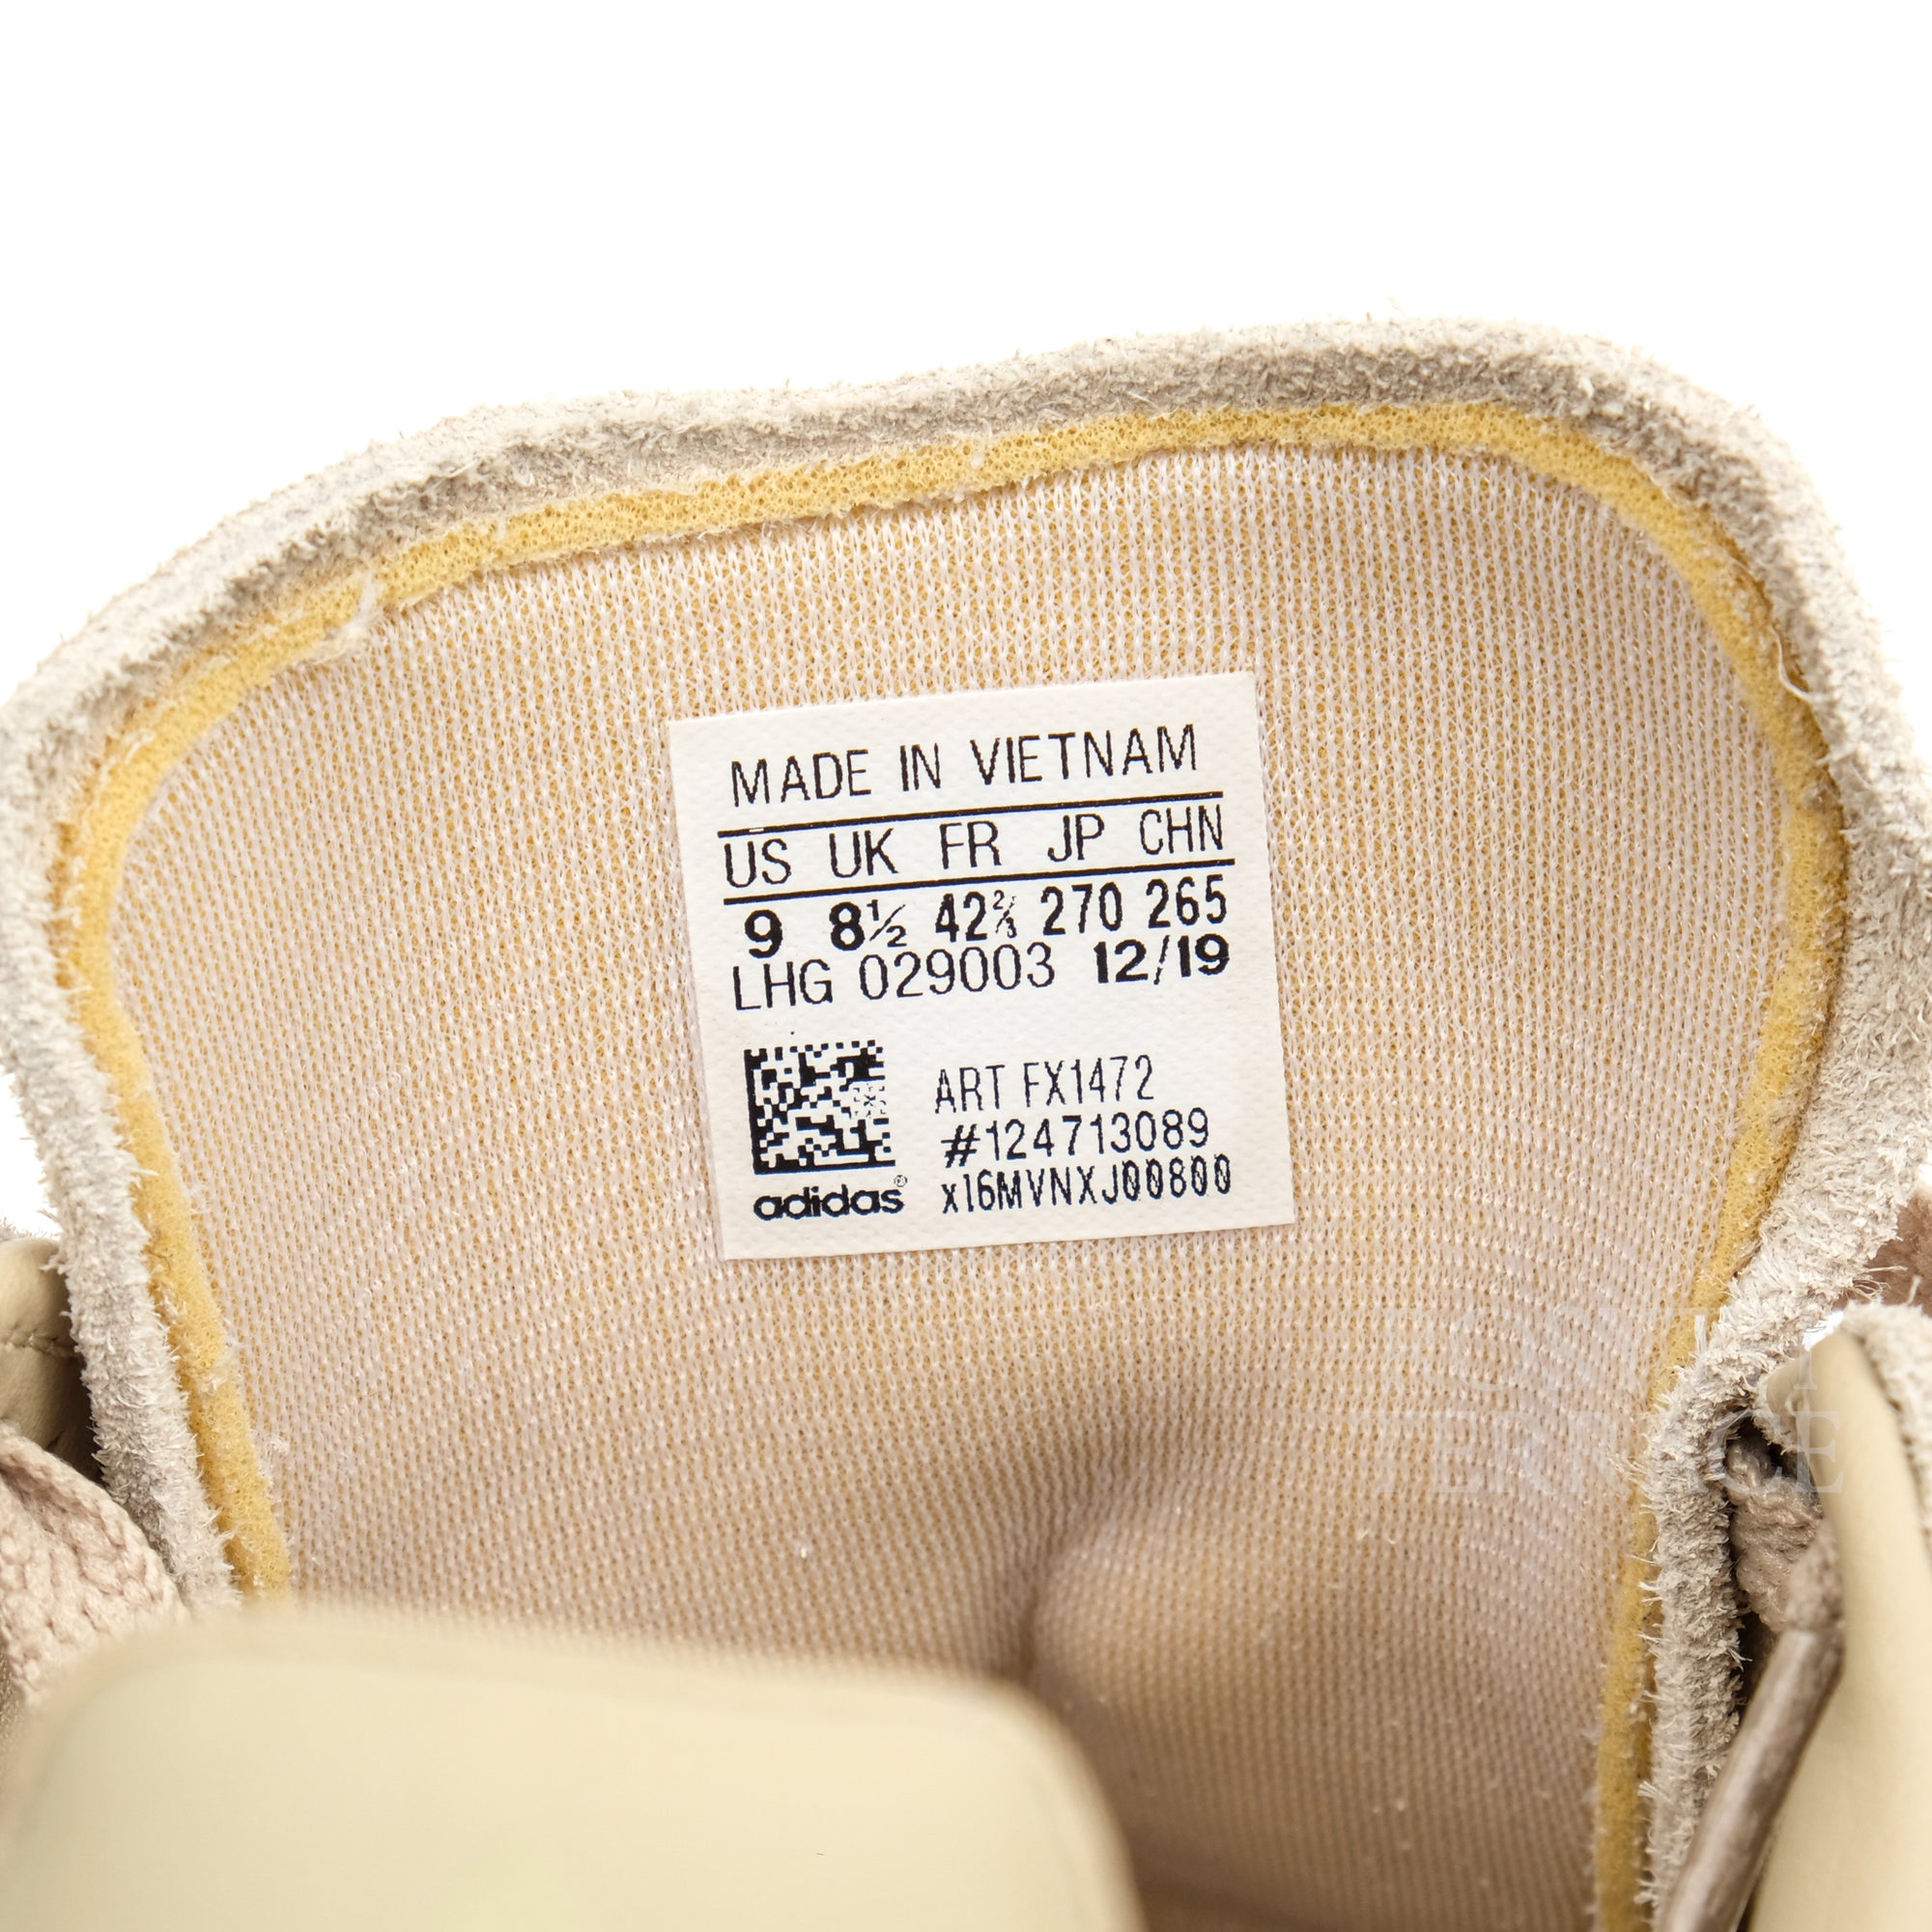 MADE IN VIETNAM
US UK FR JP CHN
9 8½ 42⅔ 270 265
LHG 029003 12/19
ART FX1472
#124713089
x16MVNXJ00800
adidas®
TERRACE